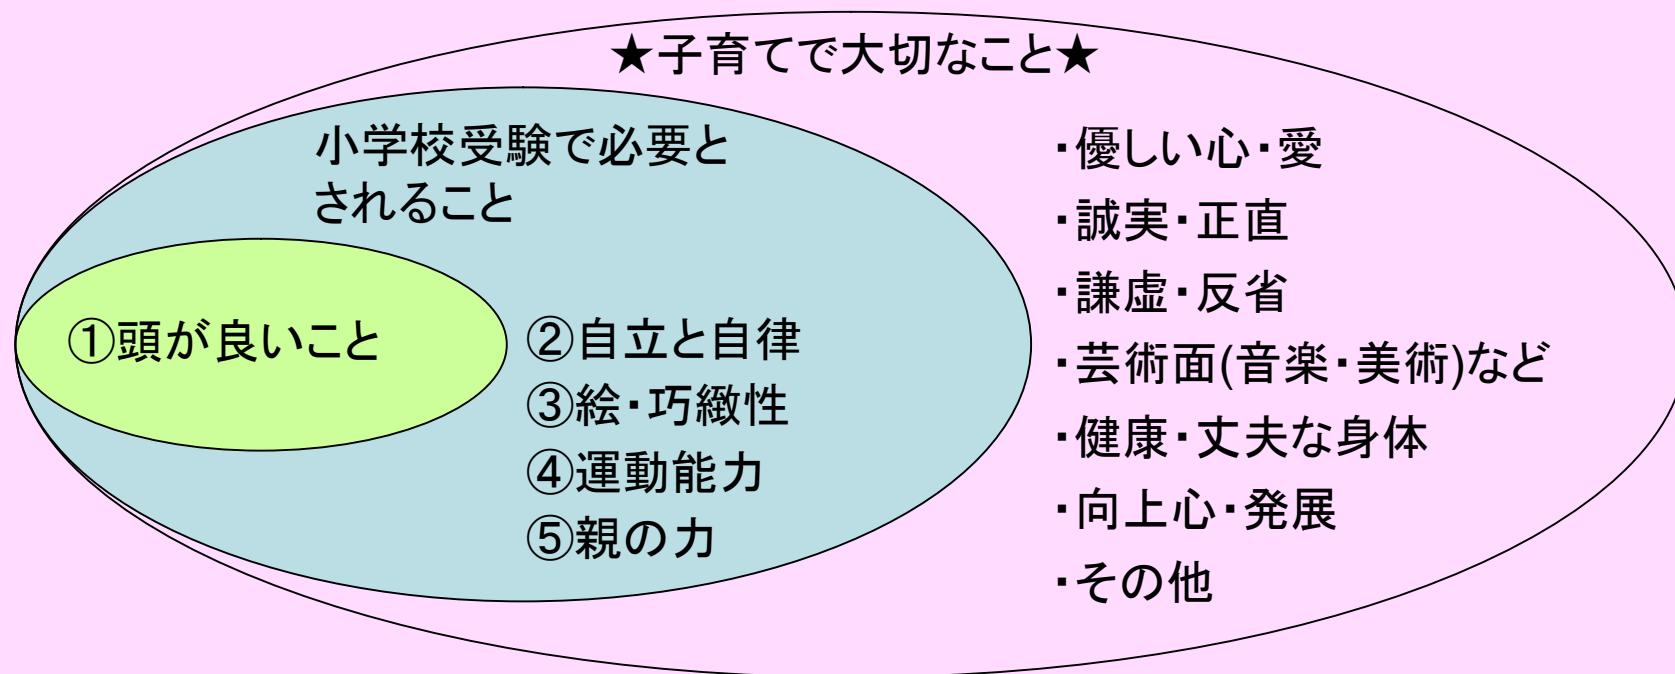 ★子育てで大切なこと★
小学校受験で必要と
されること
①頭が良いこと
②自立と自律
③絵・巧緻性
④運動能力
⑤親の力
・優しい心・愛
・誠実・正直
・謙虚・反省
・芸術面(音楽・美術)など
・健康・丈夫な身体
・向上心・発展
・その他